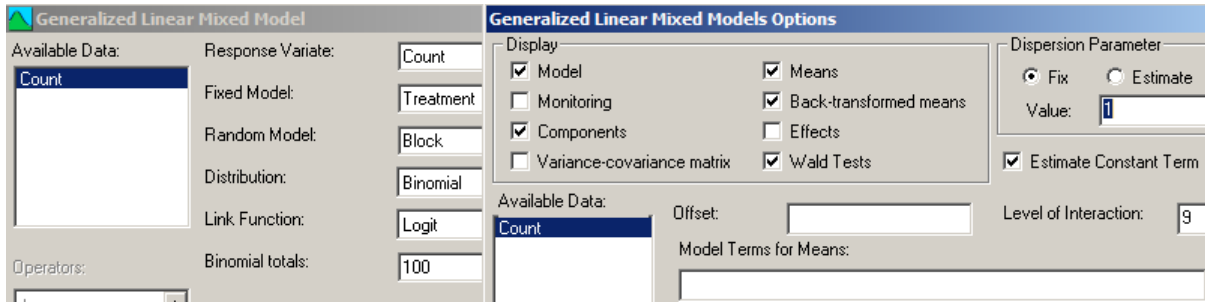 Generalized Linear Mixed Model
Available Data:
Count
Response Variate:
Count
Fixed Model:
Treatment
Random Model:
Block
Distribution:
Binomial
Link Function:
Logit
Operators:
Binomial totals:
100
Generalized Linear Mixed Models Options
Display
Model
Means
Monitoring
Back-transformed means
Components
Effects
Variance-covariance matrix
Wald Tests
Dispersion Parameter
Fix
Estimate
Value:
1
Estimate Constant Term
Available Data:
Count
Offset:
Level of Interaction:
9
Model Terms for Means: